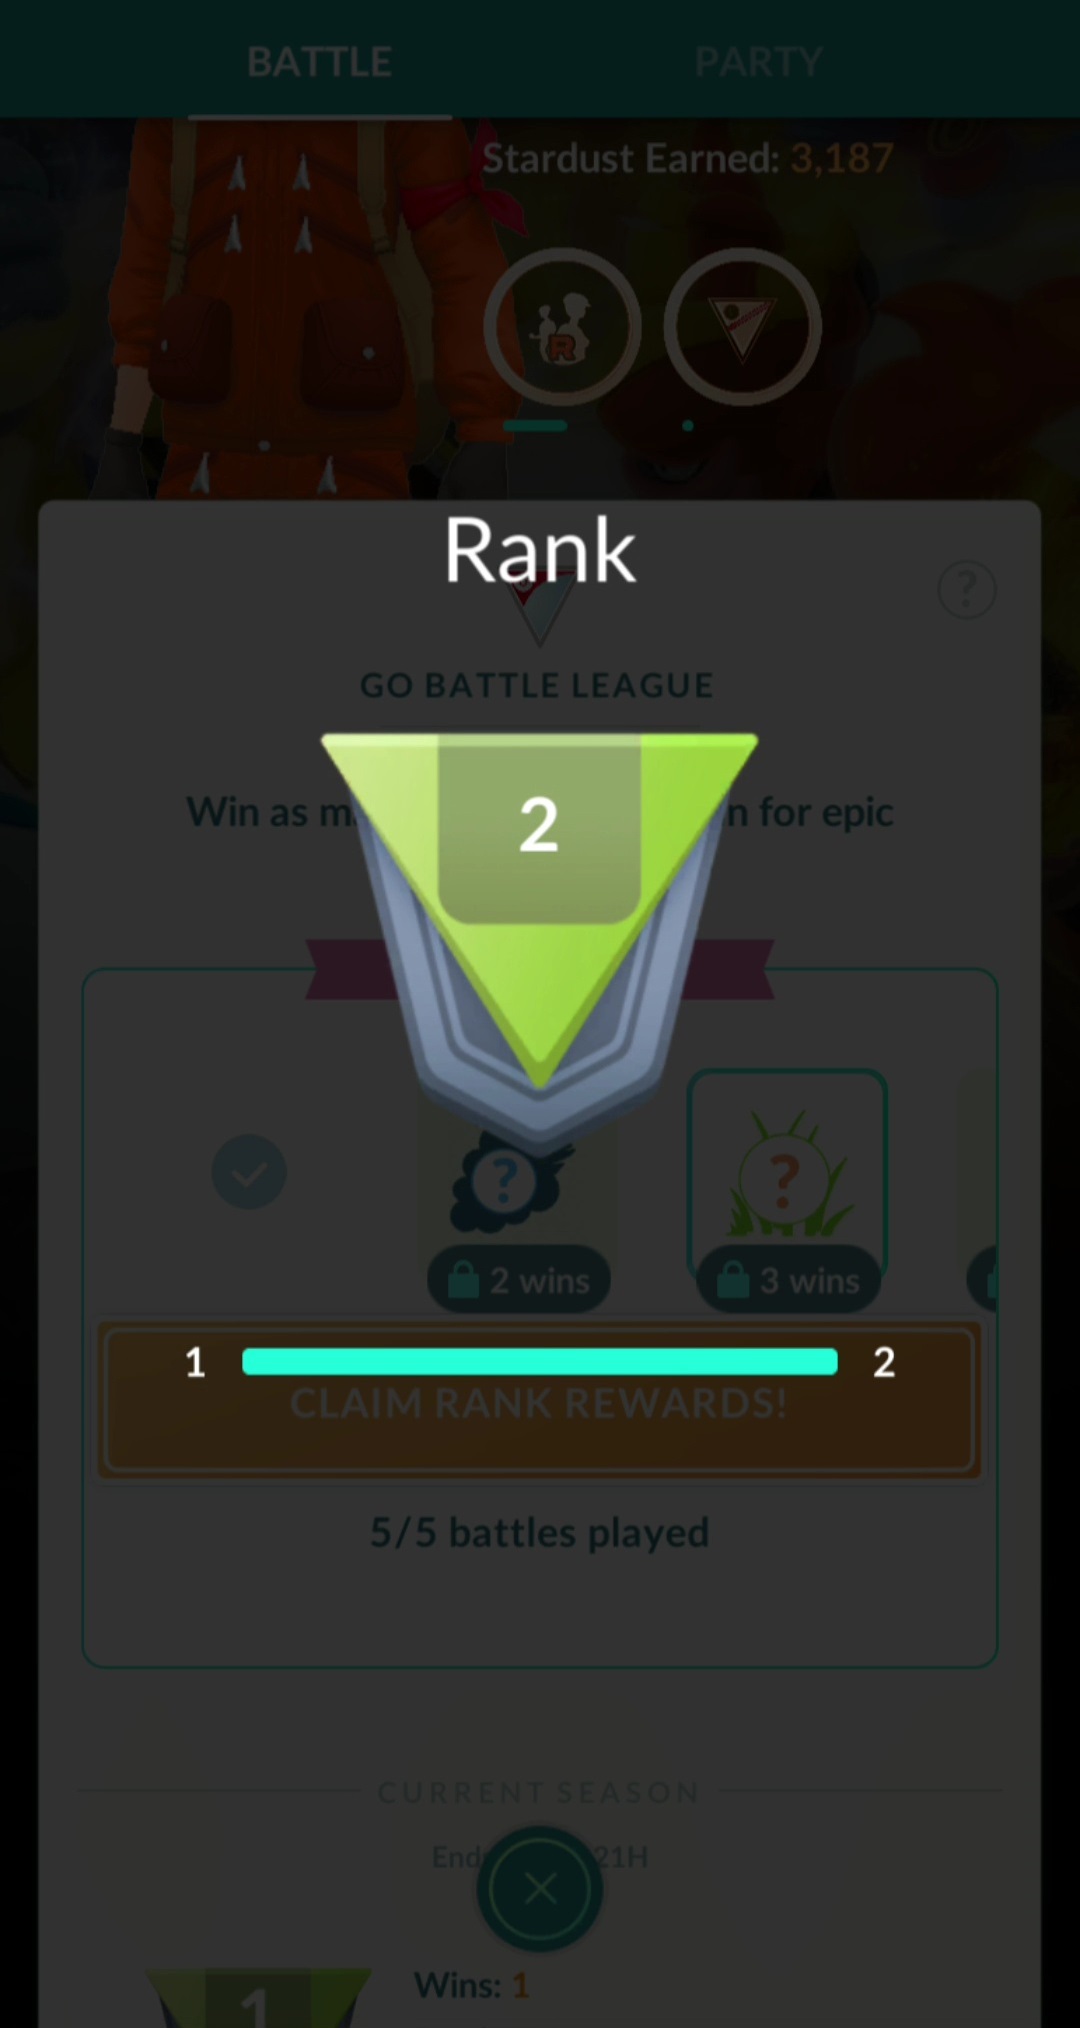 BATTLE PARTY
Stardust Earned: 3,187
R
Rank
?
GO BATTLE LEAGUE
Win as m n for epic
2
? ?
2 wins 3 wins
1 2
CLAIM RANK REWARDS!
5/5 battles played
CURRENT SEASON
21H
Wins: 1
1